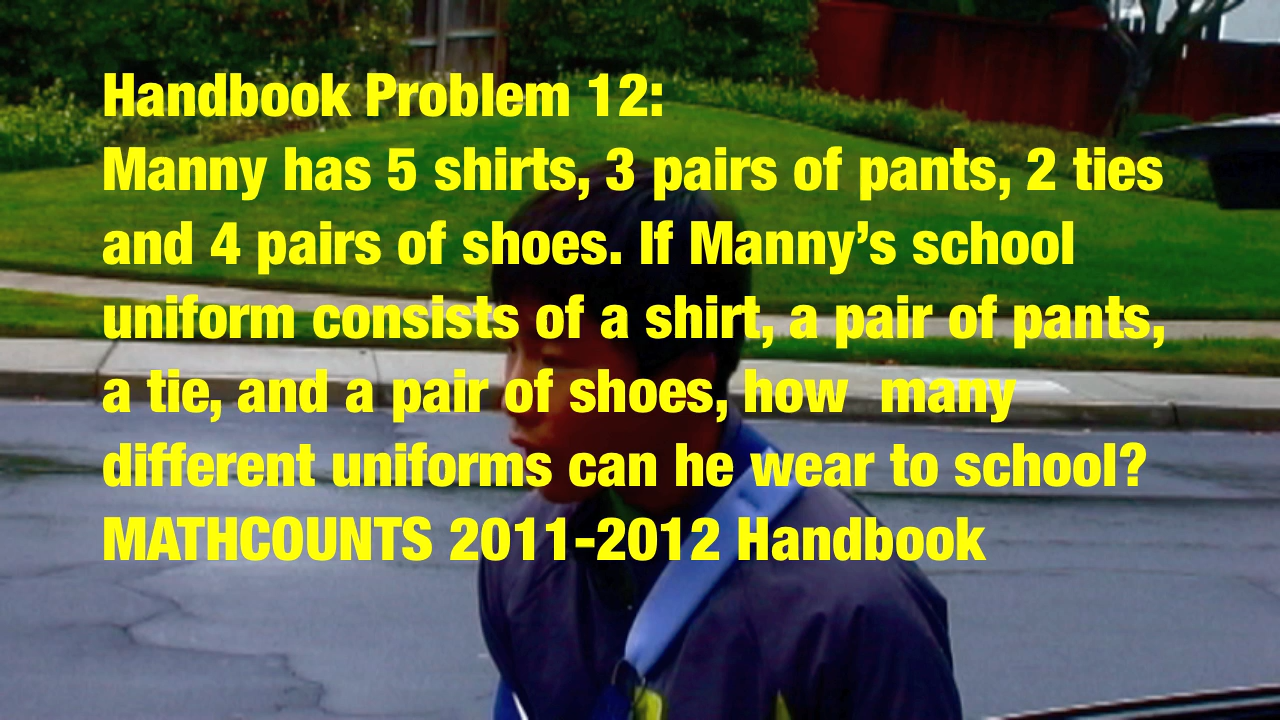 Handbook Problem 12:
Manny has 5 shirts, 3 pairs of pants, 2 ties
and 4 pairs of shoes. If Manny’s school
uniform consists of a shirt, a pair of pants,
a tie, and a pair of shoes, how  many
different uniforms can he wear to school?
MATHCOUNTS 2011-2012 Handbook